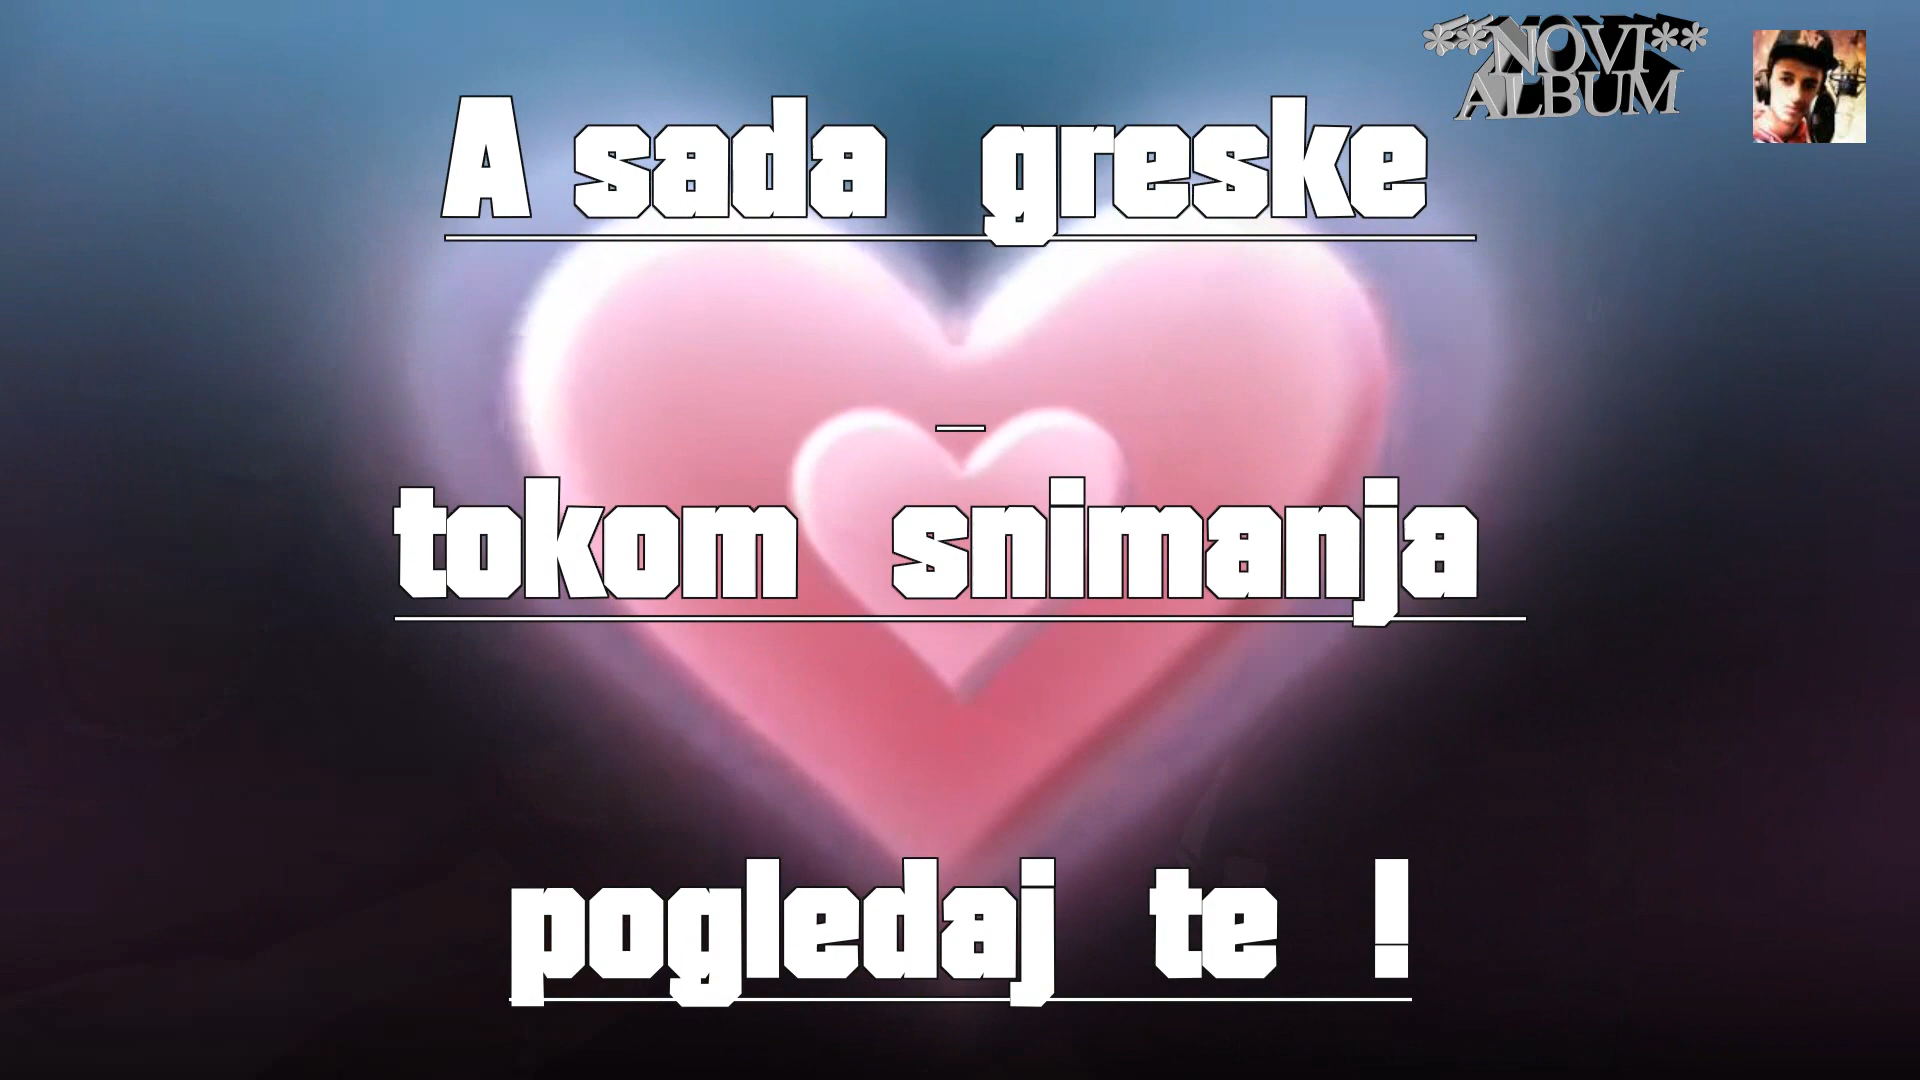 **NOVI**
ALBUM
A sada greske
tokom snimanja
pogledaj te !